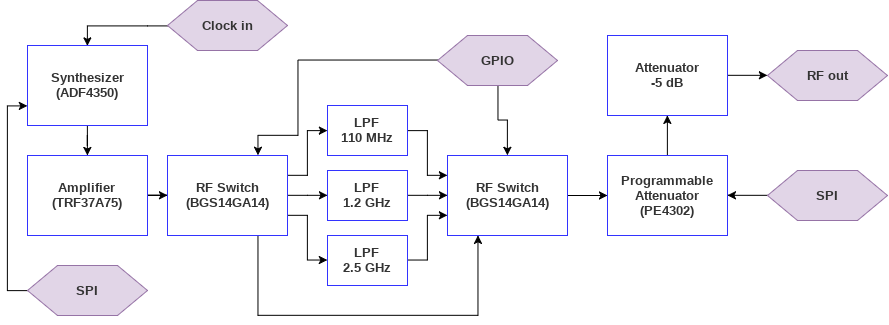 Clock in
Synthesizer
(ADF4350)
GPIO
Attenuator
-5 dB
RF out
LPF
110 MHz
Amplifier
(TRF37A75)
RF Switch
(BGS14GA14)
LPF
1.2 GHz
RF Switch
(BGS14GA14)
Programmable
Attenuator
(PE4302)
SPI
LPF
2.5 GHz
SPI